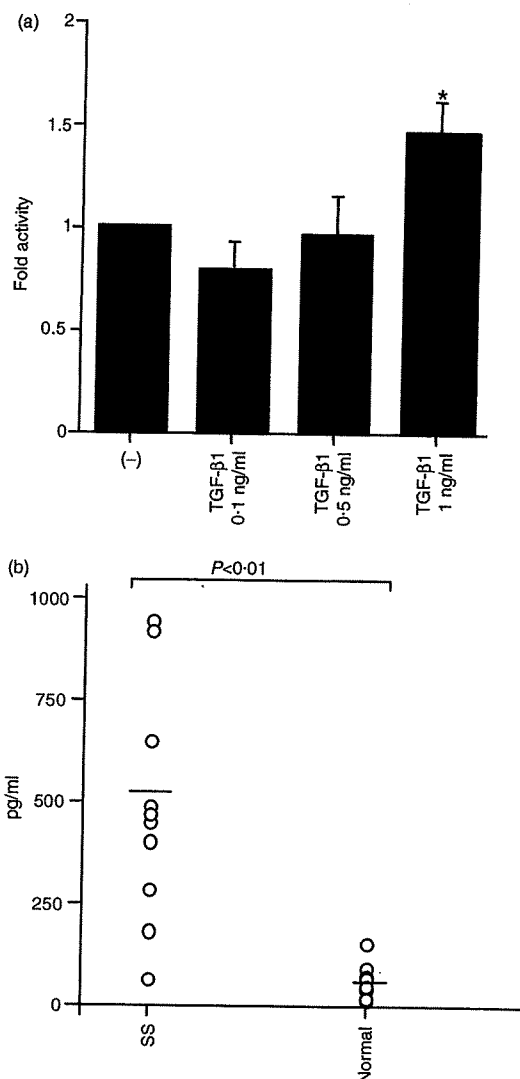 (a)
2
1.5
1
0.5
0
Fold activity
(–)
TGF-β1
0·1 ng/ml
TGF-β1
0·5 ng/ml
*
TGF-β1
1 ng/ml
(b)
P<0·01
1000
750
500
250
0
pg/ml
SS
Normal